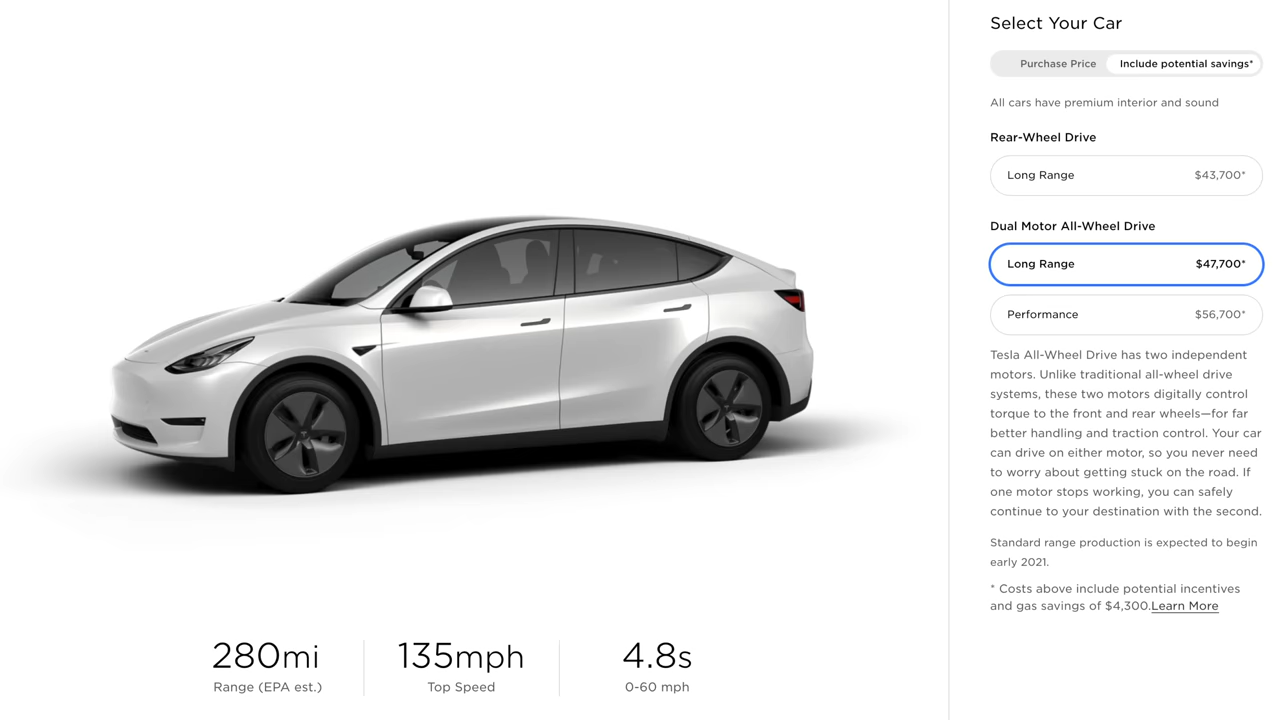 Select Your Car
Purchase Price
Include potential savings*
All cars have premium interior and sound
Rear-Wheel Drive
Long Range $43,700*
Dual Motor All-Wheel Drive
Long Range $47,700*
Performance $56,700*
Tesla All-Wheel Drive has two independent
motors. Unlike traditional all-wheel drive
systems, these two motors digitally control
torque to the front and rear wheels—for far
better handling and traction control. Your car
can drive on either motor, so you never need
to worry about getting stuck on the road. If
one motor stops working, you can safely
continue to your destination with the second.
Standard range production is expected to begin
early 2021.
* Costs above include potential incentives
and gas savings of $4,300.Learn More
280mi
Range (EPA est.)
135mph
Top Speed
4.8s
0-60 mph